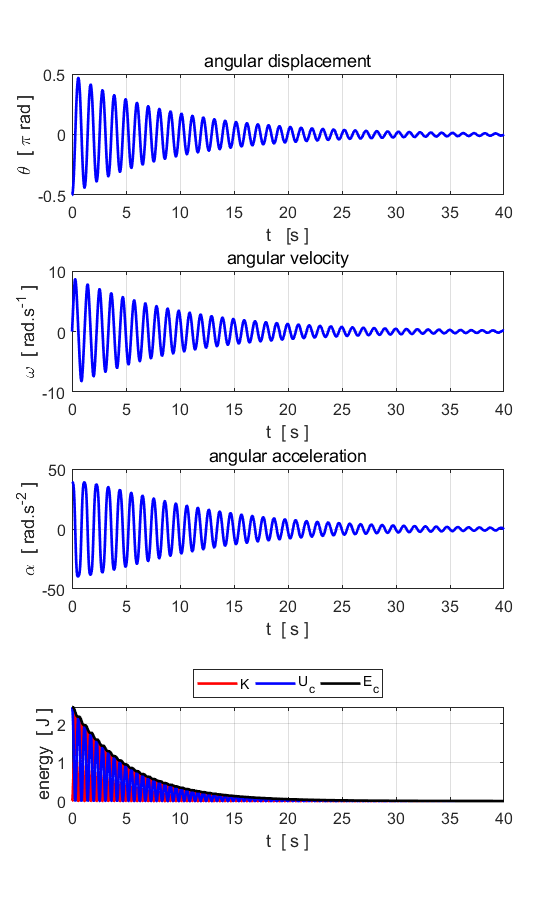 angular displacement
0.5
0
-0.5
θ [ π rad ]
0 5 10 15 20 25 30 35 40
t [s ]
angular velocity
10
0
-10
ω [ rad.s-1 ]
0 5 10 15 20 25 30 35 40
t [ s ]
angular acceleration
50
0
-50
α [ rad.s-2 ]
0 5 10 15 20 25 30 35 40
t [ s ]
K Uc Ec
2
1
0
energy [ J ]
0 5 10 15 20 25 30 35 40
t [ s ]